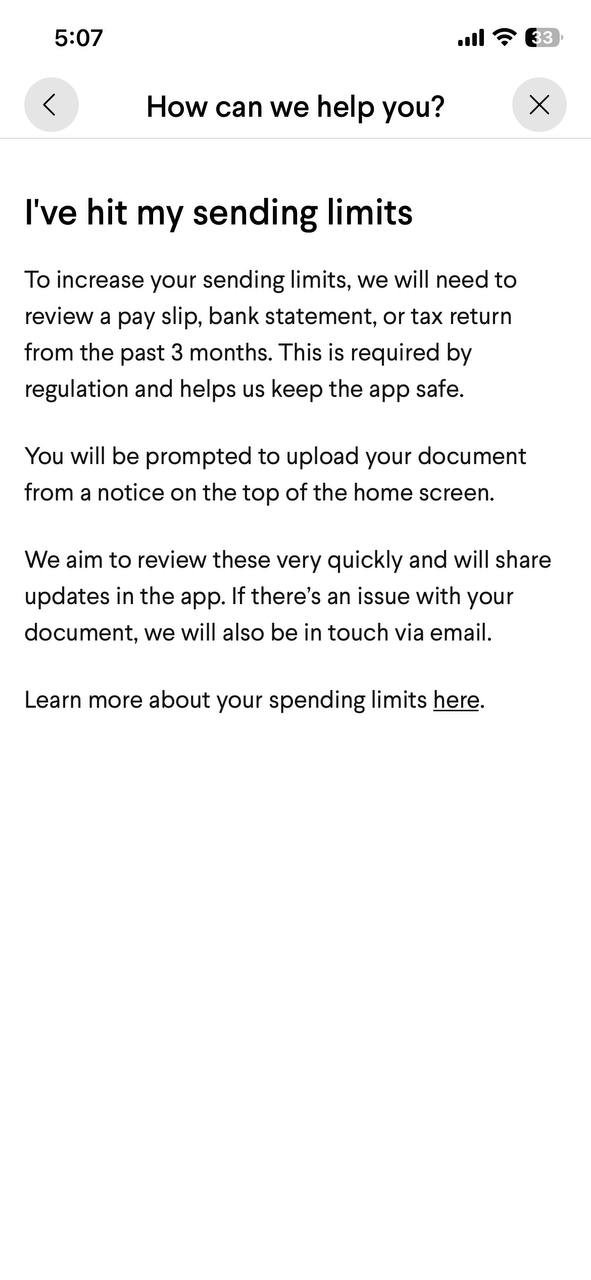 5:07
33
How can we help you?
I've hit my sending limits
To increase your sending limits, we will need to
review a pay slip, bank statement, or tax return
from the past 3 months. This is required by
regulation and helps us keep the app safe.
You will be prompted to upload your document
from a notice on the top of the home screen.
We aim to review these very quickly and will share
updates in the app. If there’s an issue with your
document, we will also be in touch via email.
Learn more about your spending limits here.